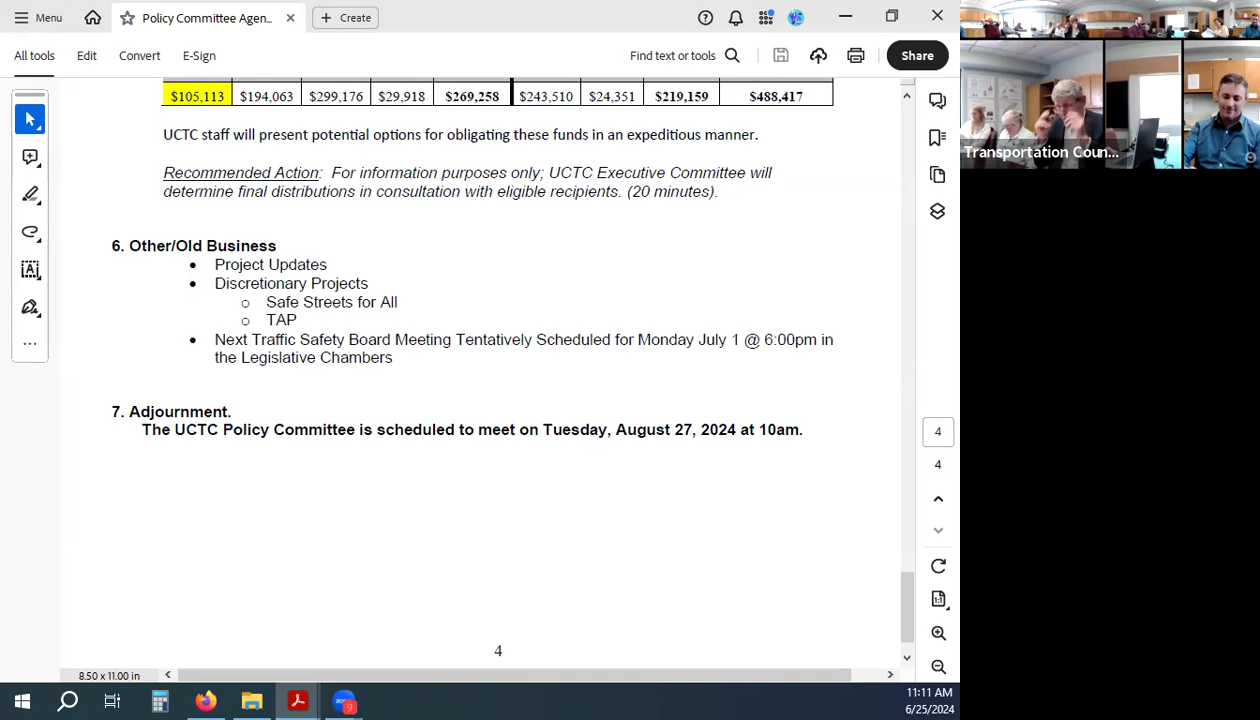 Menu
Policy Committee Agen...
Create
All tools
Edit
Convert
E-Sign
Find text or tools
Share
$105,113 $194,063 $299,176 $29,918 $269,258 $243,510 $24,351 $219,159 $488,417
UCTC staff will present potential options for obligating these funds in an expeditious manner.
Recommended Action: For information purposes only; UCTC Executive Committee will
determine final distributions in consultation with eligible recipients. (20 minutes).
6. Other/Old Business
• Project Updates
• Discretionary Projects
o Safe Streets for All
o TAP
• Next Traffic Safety Board Meeting Tentatively Scheduled for Monday July 1 @ 6:00pm in
the Legislative Chambers
7. Adjournment.
The UCTC Policy Committee is scheduled to meet on Tuesday, August 27, 2024 at 10am.
4
8.50 x 11.00 in
4
4
1:1
Transportation Coun...
9
11:11 AM
6/25/2024